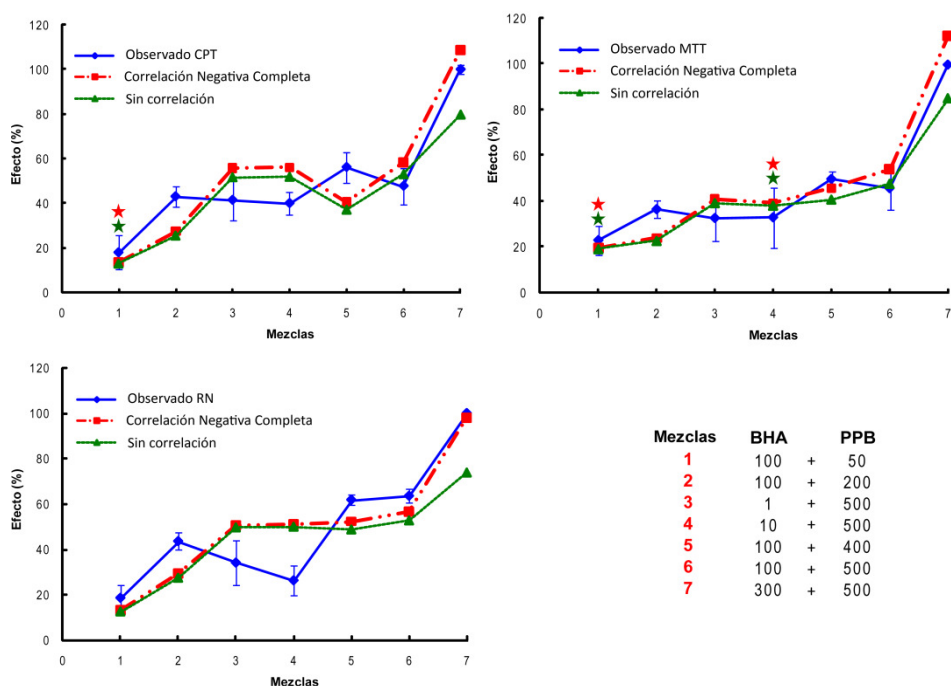 120
100
80
60
40
20
0
Efecto (%)
Observado CPT
Correlación Negativa Completa
Sin correlación
0 1 2 3 4 5 6 7
Mezclas
120
100
80
60
40
20
0
Efecto (%)
Observado MTT
Correlación Negativa Completa
Sin correlación
0 1 2 3 4 5 6 7
Mezclas
120
100
80
60
40
20
0
Efecto (%)
Observado RN
Correlación Negativa Completa
Sin correlación
0 1 2 3 4 5 6 7
Mezclas
Mezclas BHA PPB
1 100 + 50
2 100 + 200
3 1 + 500
4 10 + 500
5 100 + 400
6 100 + 500
7 300 + 500